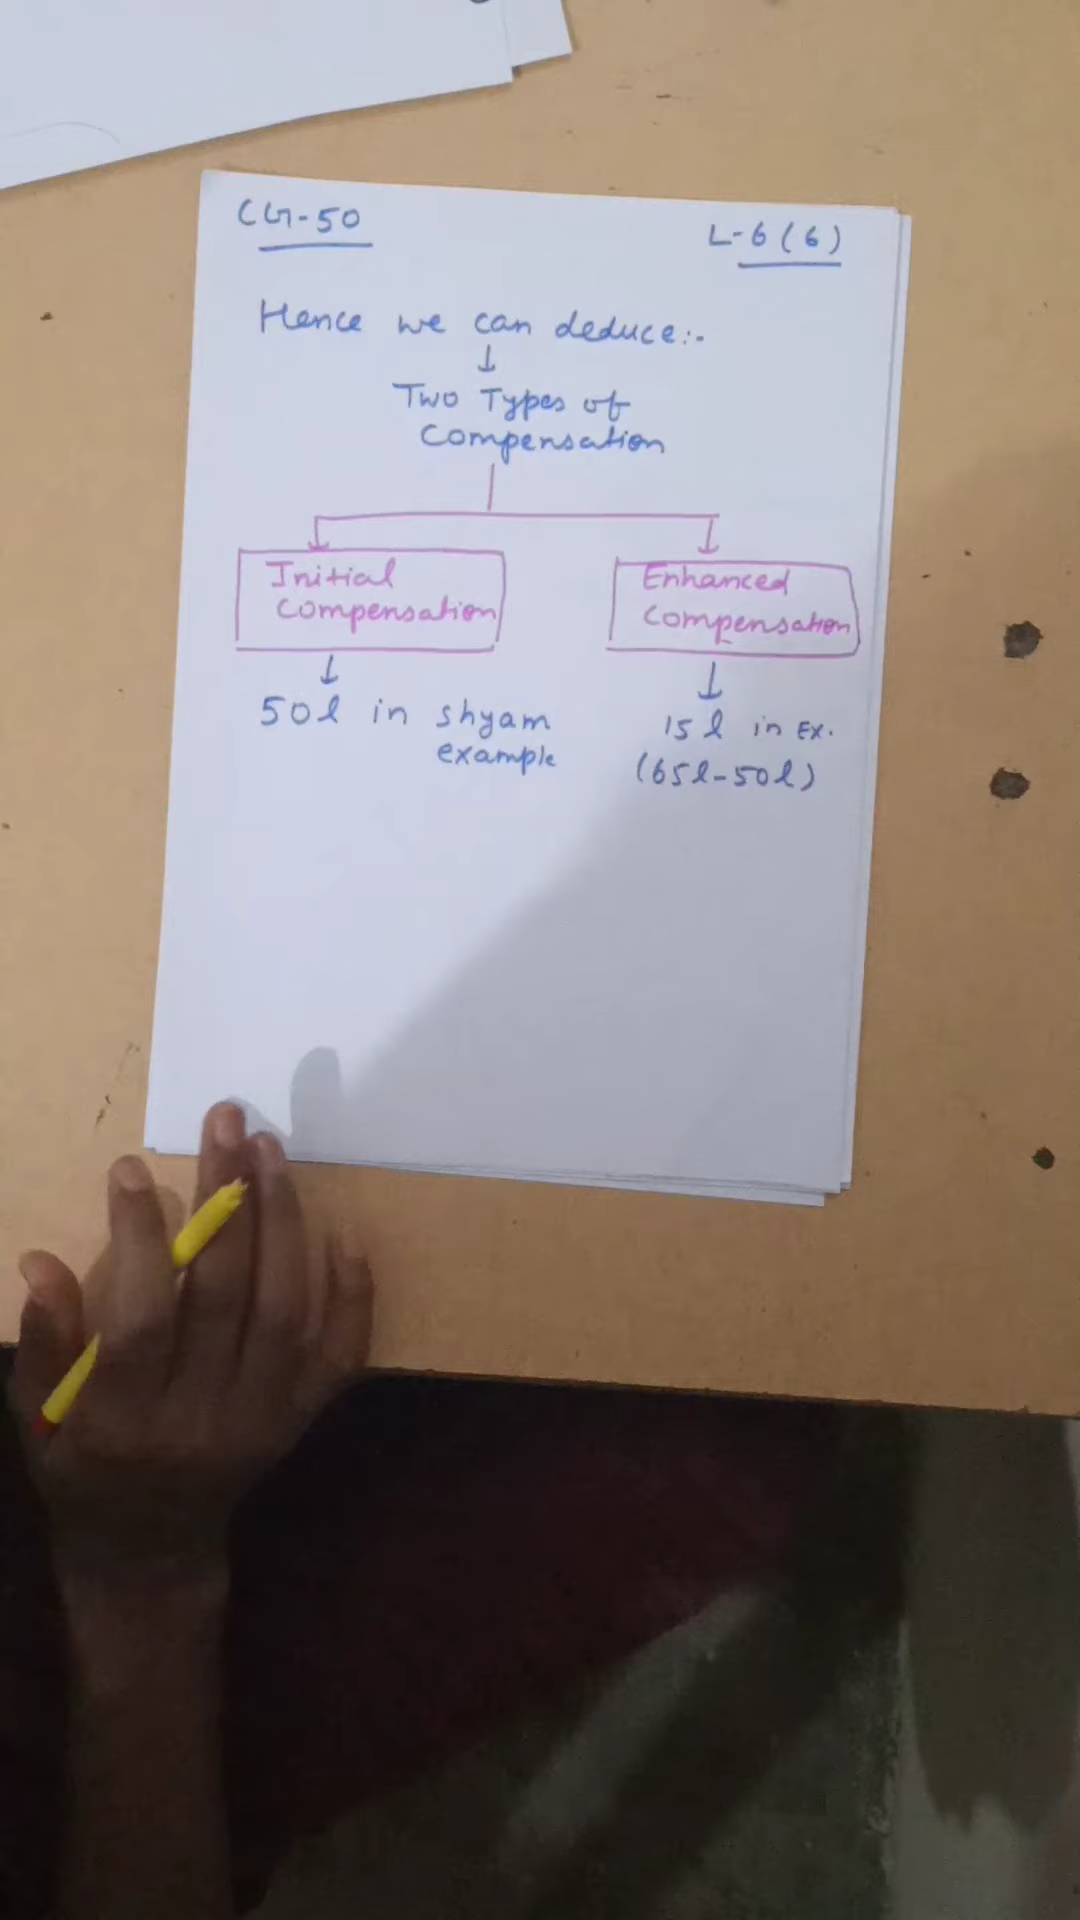 CG-50
L-6(6)
Hence we can deduce:-
Two Types of
Compensation
Initial
Compensation
Enhanced
Compensation
50l in shyam
example
15l in Ex.
(65l-50l)